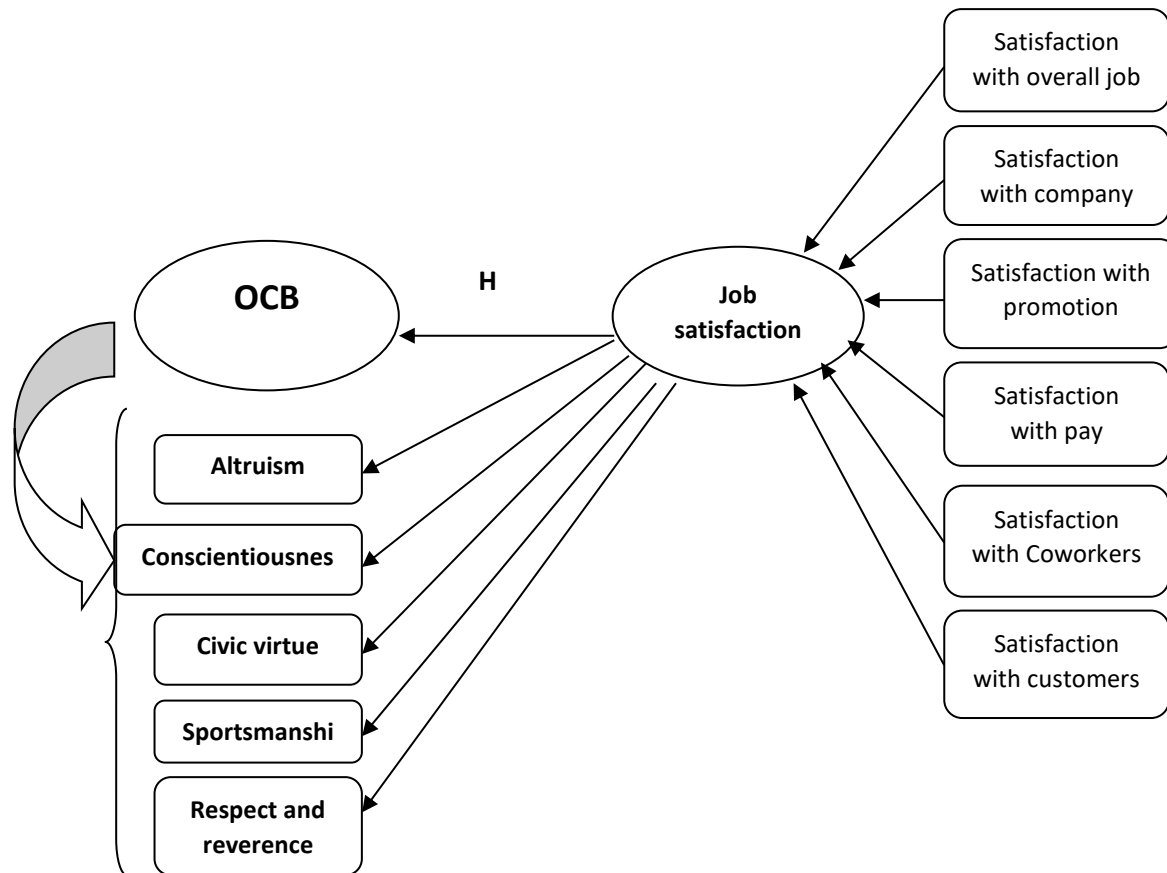 OCB
H
Job
satisfaction
Altruism
Conscientiousnes
Civic virtue
Sportsmanshi
Respect and
reverence
Satisfaction
with overall job
Satisfaction
with company
Satisfaction with
promotion
Satisfaction
with pay
Satisfaction
with Coworkers
Satisfaction
with customers